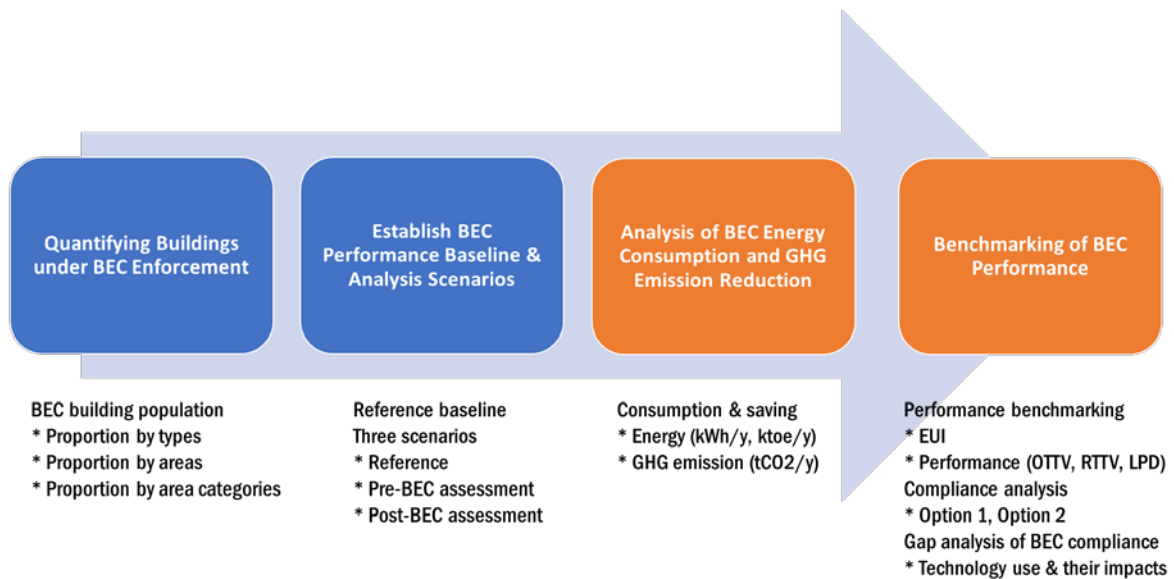 Quantifying Buildings
under BEC Enforcement
Establish BEC
Performance Baseline &
Analysis Scenarios
Analysis of BEC Energy
Consumption and GHG
Emission Reduction
Benchmarking of BEC
Performance
BEC building population
* Proportion by types
* Proportion by areas
* Proportion by area categories
Reference baseline
Three scenarios
* Reference
* Pre-BEC assessment
* Post-BEC assessment
Consumption & saving
* Energy (kWh/y, ktoe/y)
* GHG emission (tCO2/y)
Performance benchmarking
* EUI
* Performance (OTTV, RTTV, LPD)
Compliance analysis
* Option 1, Option 2
Gap analysis of BEC compliance
* Technology use & their impacts